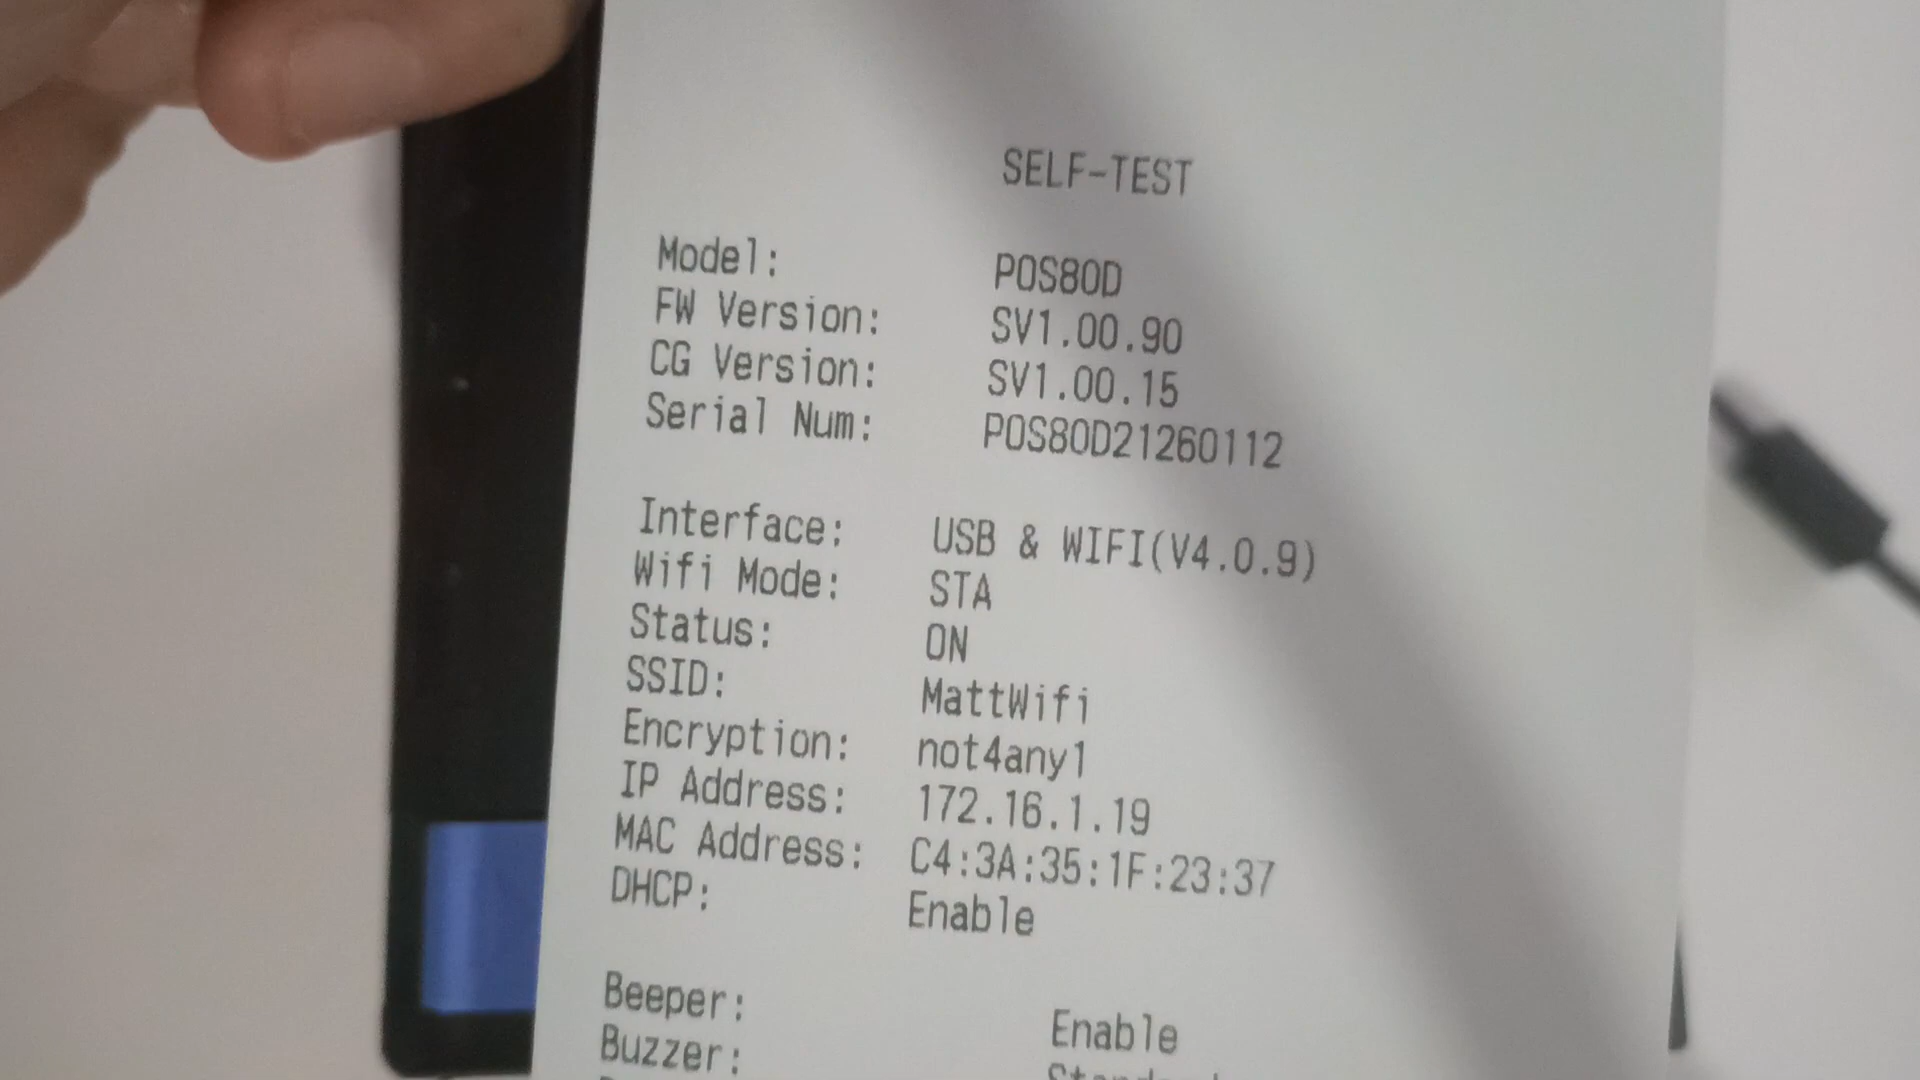 SELF-TEST
Model: POS80D
FW Version: SV1.00.90
CG Version: SV1.00.15
Serial Num: POS80D21260112
Interface: USB & WIFI(V4.0.9)
Wifi Mode: STA
Status: ON
SSID: MattWifi
Encryption: not4any1
IP Address: 172.16.1.19
MAC Address: C4:3A:35:1F:23:37
DHCP: Enable
Beeper: Enable
Buzzer: